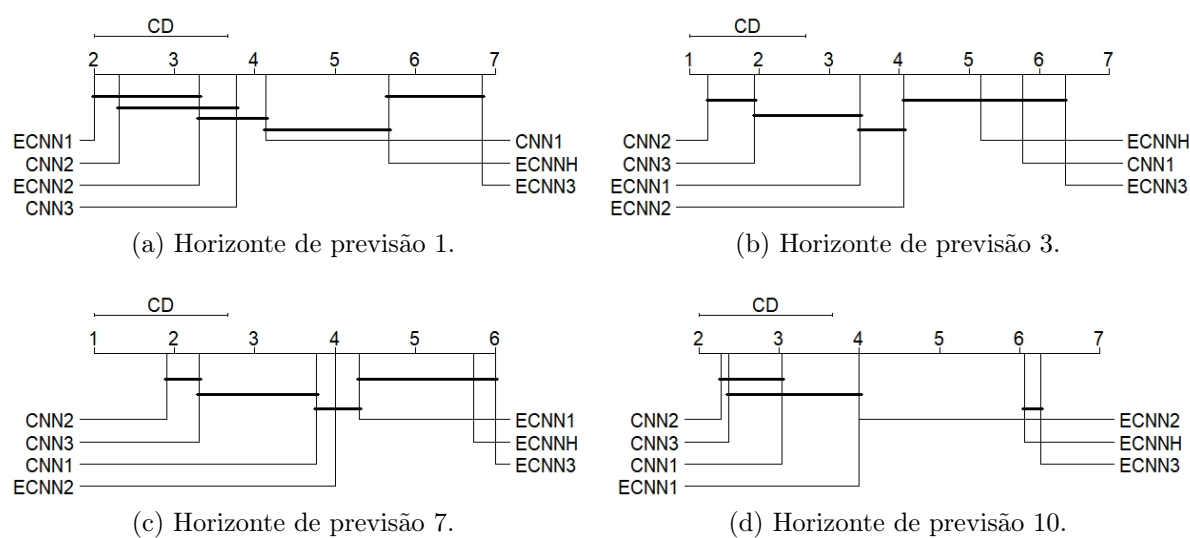 CD
2 3 4 5 6 7
ECNN1 CNN1
CNN2 ECNNH
ECNN2 ECNN3
CNN3
(a) Horizonte de previsão 1.
CD
1 2 3 4 5 6 7
CNN2 ECNNH
CNN3 CNN1
ECNN1 ECNN3
ECNN2
(b) Horizonte de previsão 3.
CD
1 2 3 4 5 6
CNN2 ECNN1
CNN3 ECNNH
CNN1 ECNN3
ECNN2
(c) Horizonte de previsão 7.
CD
2 3 4 5 6 7
CNN2 ECNN2
CNN3 ECNNH
CNN1 ECNN3
ECNN1
(d) Horizonte de previsão 10.